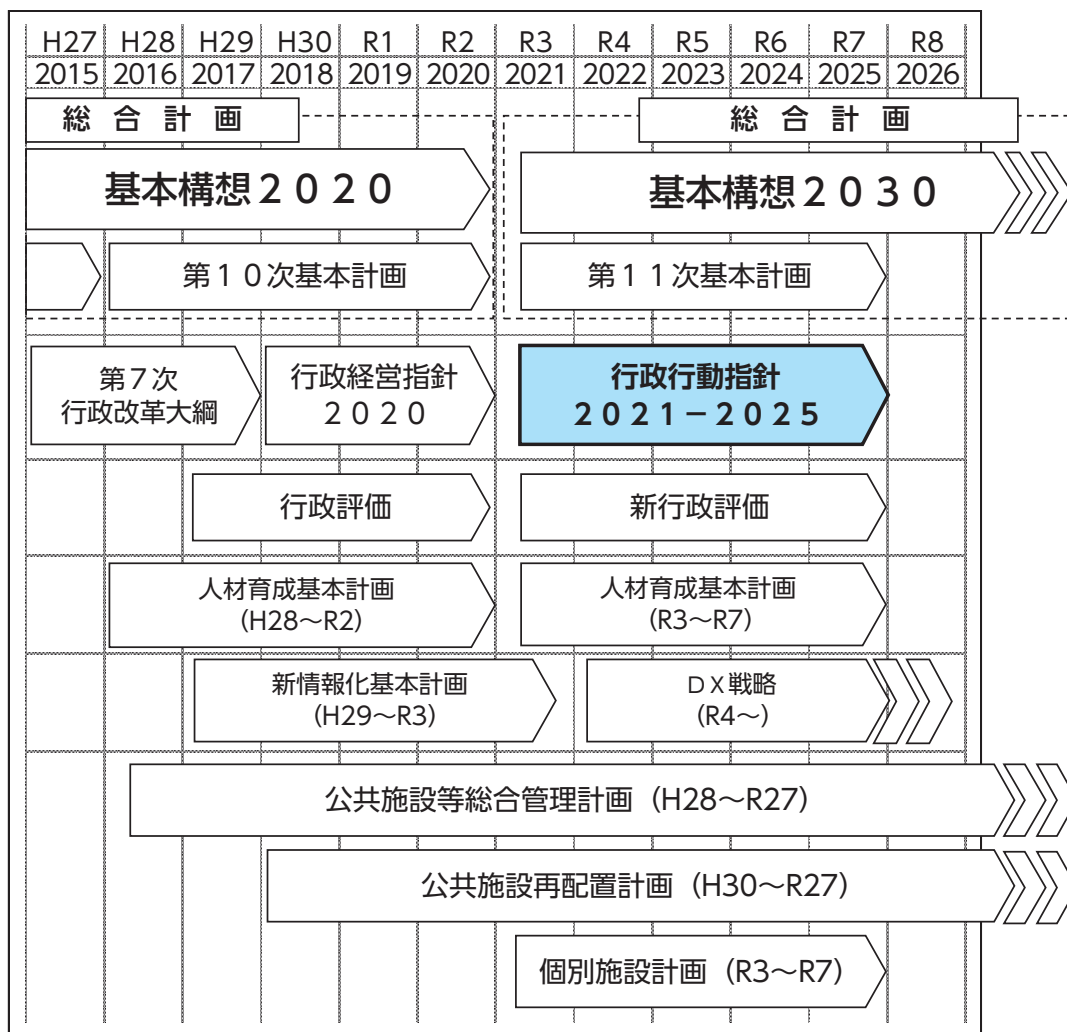 H27 H28 H29 H30 R1 R2 R3 R4 R5 R6 R7 R8
2015 2016 2017 2018 2019 2020 2021 2022 2023 2024 2025 2026
総合計画 総合計画
基本構想2020 基本構想2030
第10次基本計画 第11次基本計画
第7次 行政経営指針 行政行動指針
行政改革大綱 2020 2021-2025
行政評価 新行政評価
人材育成基本計画 人材育成基本計画
(H28~R2) (R3~R7)
新情報化基本計画 DX戦略
(H29~R3) (R4~)
公共施設等総合管理計画 (H28~R27)
公共施設再配置計画 (H30~R27)
個別施設計画 (R3~R7)